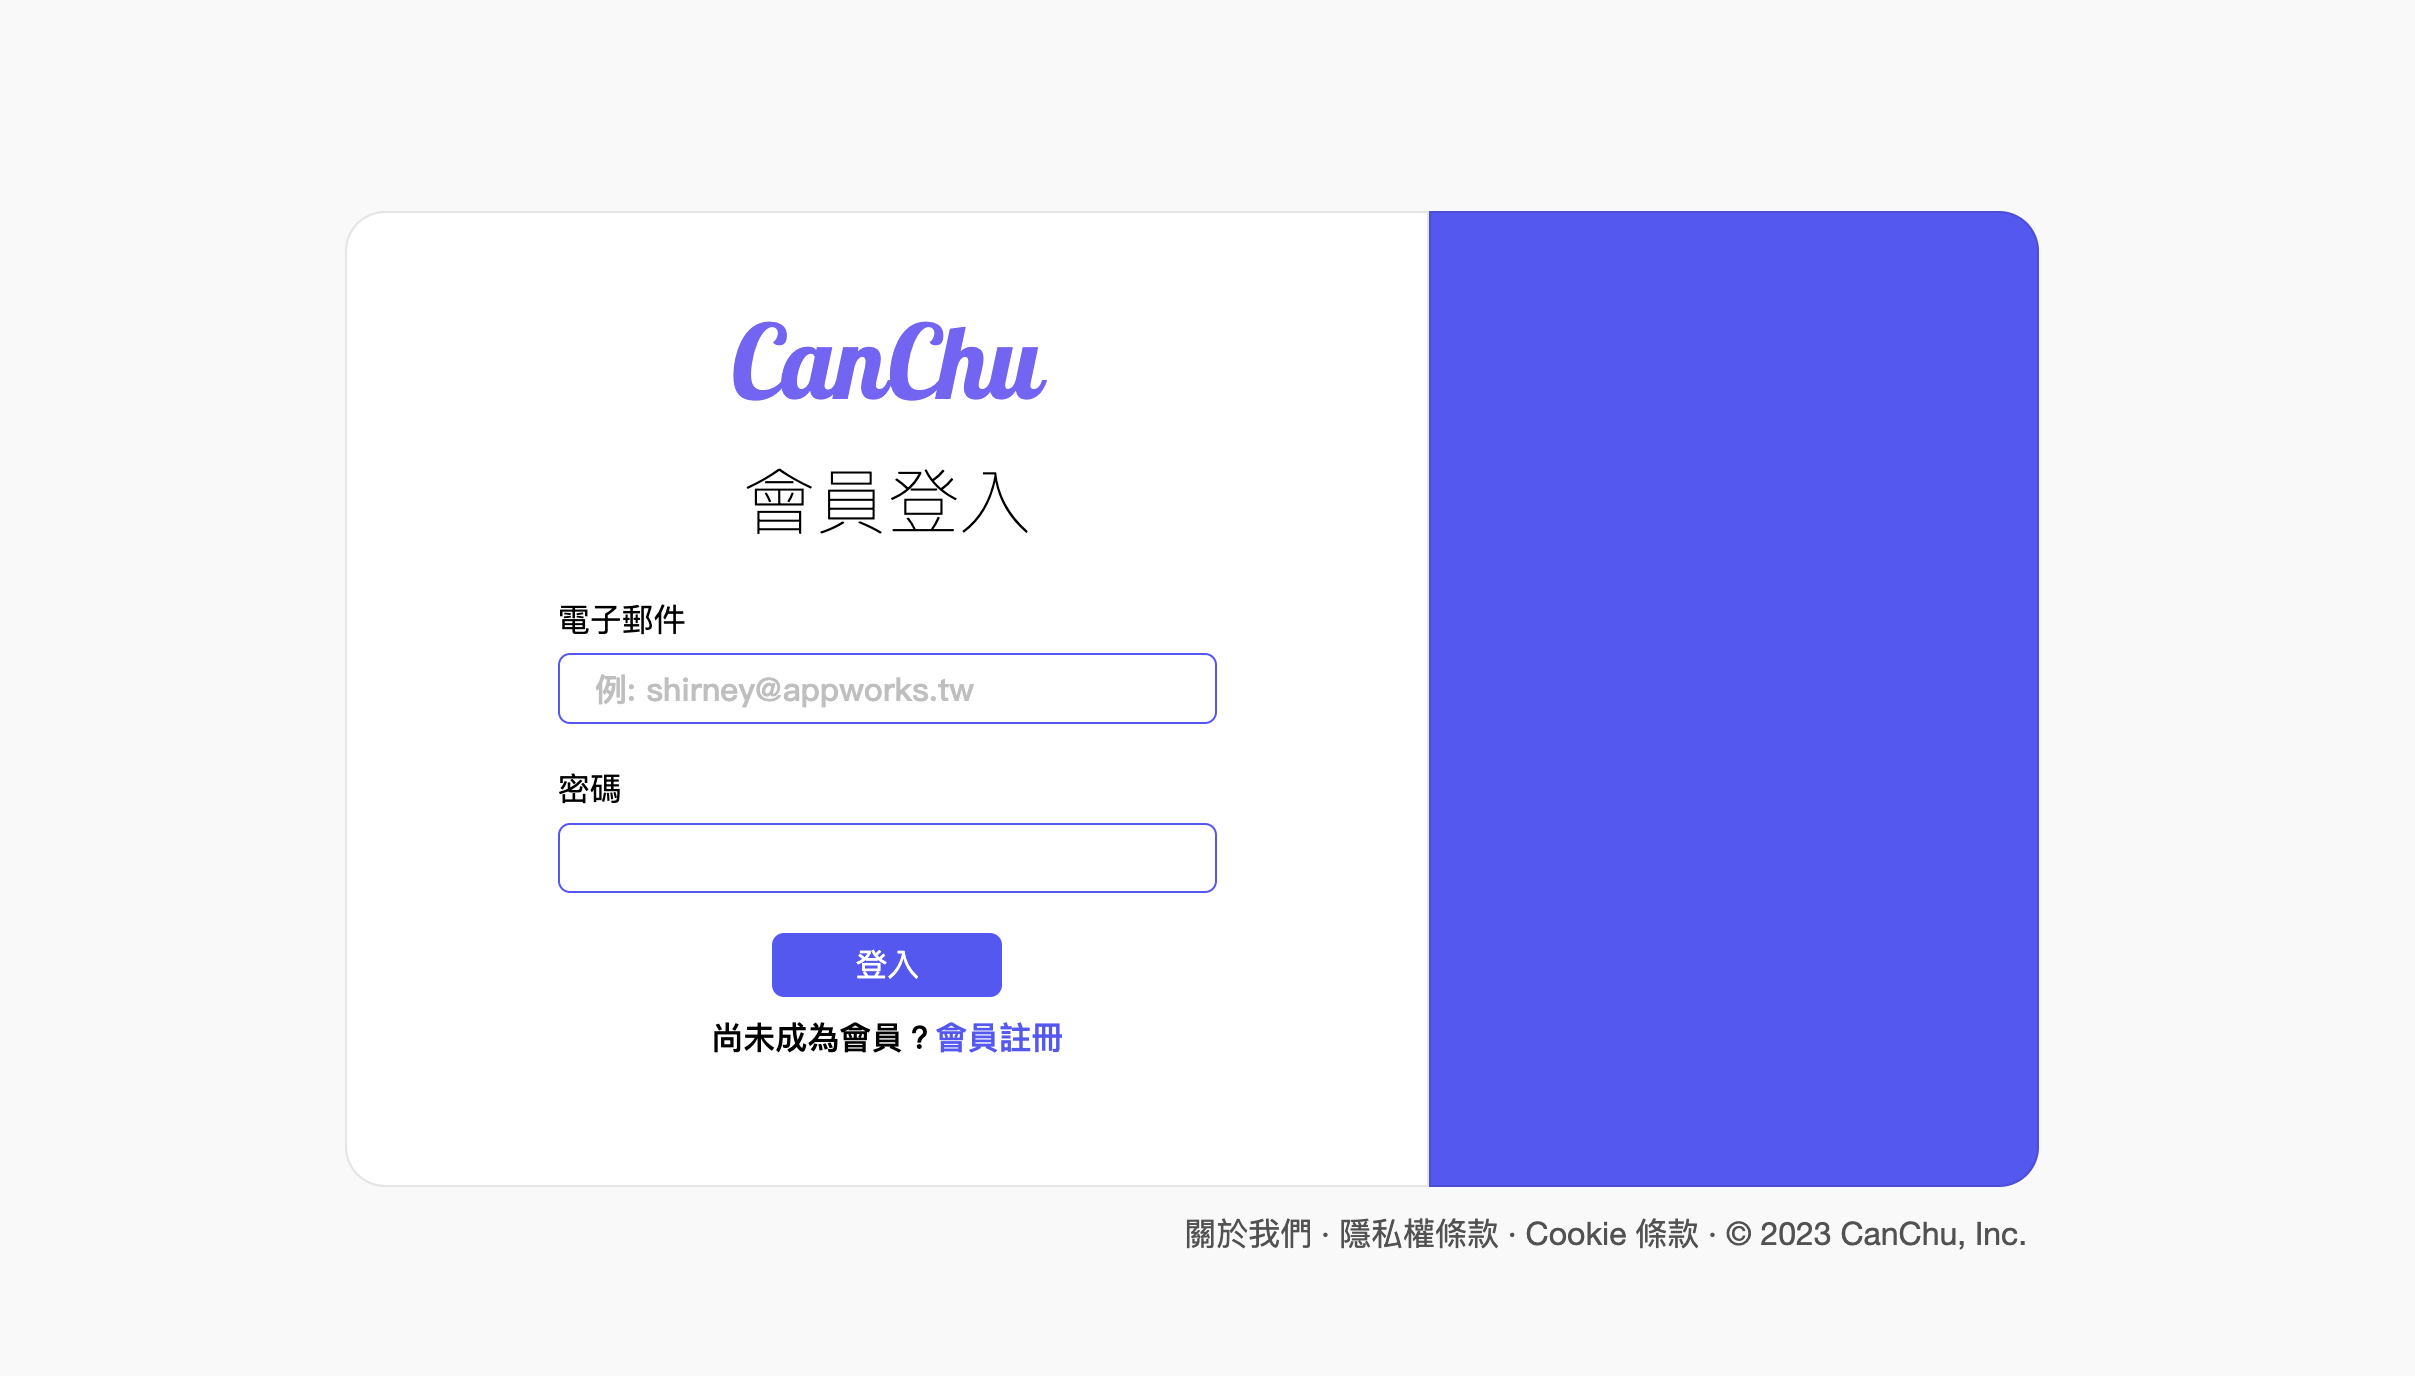 CanChu
會員登入
電子郵件
例: shirney@appworks.tw
密碼
登入
尚未成為會員？會員註冊
關於我們 · 隱私權條款 · Cookie 條款 · © 2023 CanChu, Inc.